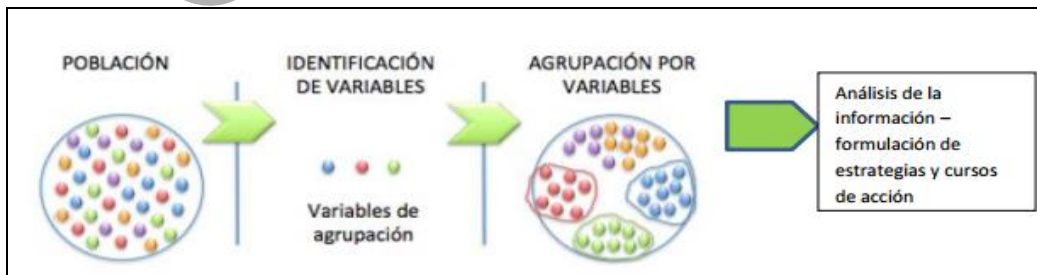 POBLACIÓN
IDENTIFICACIÓN
DE VARIABLES
Variables de
agrupación
AGRUPACIÓN POR
VARIABLES
Análisis de la
información –
formulación de
estrategias y cursos
de acción